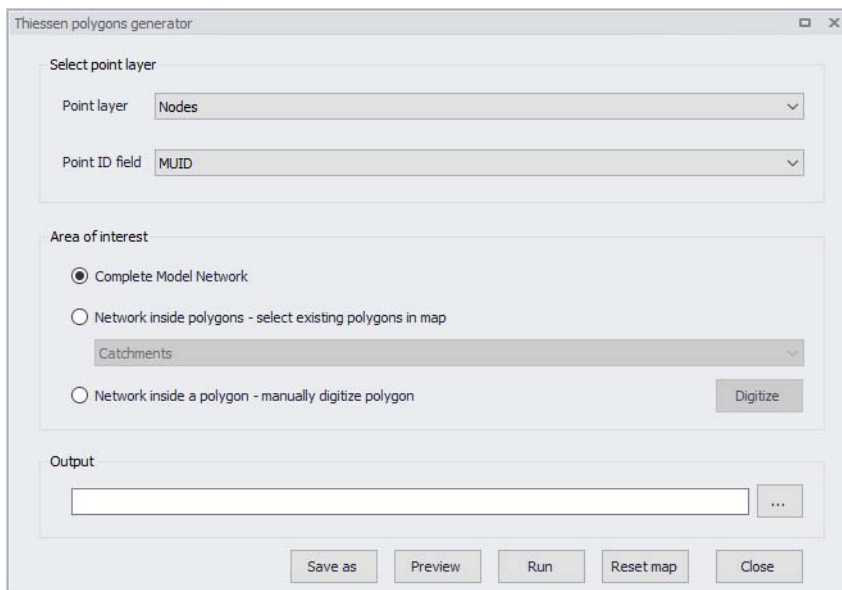 Thiessen polygons generator
Select point layer
Point layer Nodes
Point ID field MUID
Area of interest
Complete Model Network
Network inside polygons - select existing polygons in map
Catchments
Network inside a polygon - manually digitize polygon Digitize
Output
...
Save as Preview Run Reset map Close